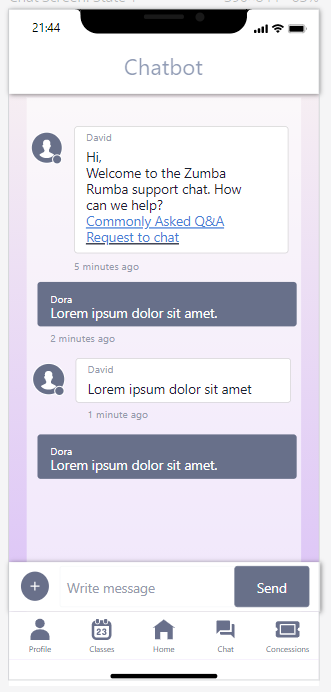 21:44
Chatbot
David
Hi,
Welcome to the Zumba
Rumba support chat. How
can we help?
Commonly Asked Q&A
Request to chat
5 minutes ago
Dora
Lorem ipsum dolor sit amet.
2 minutes ago
David
Lorem ipsum dolor sit amet
1 minute ago
Dora
Lorem ipsum dolor sit amet.
Write message
Send
23
Profile
Classes
Home
Chat
Concessions